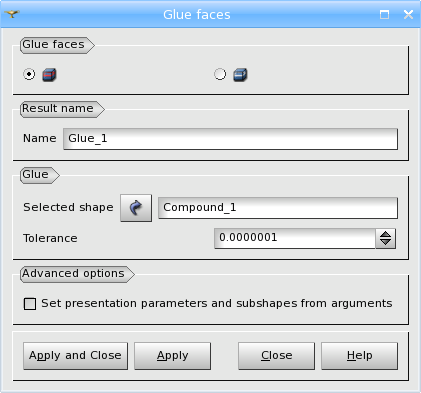 Glue faces
Glue faces
Result name
Name Glue_1
Glue
Selected shape Compound_1
Tolerance 0.0000001
Advanced options
Set presentation parameters and subshapes from arguments
Apply and Close Apply Close Help